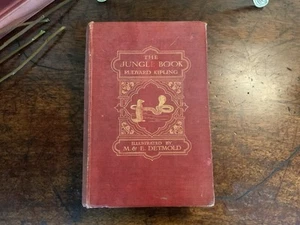 THE
JUNGLE BOOK
RUDYARD KIPLING
ILLUSTRATED BY
M. & E. DETMOLD